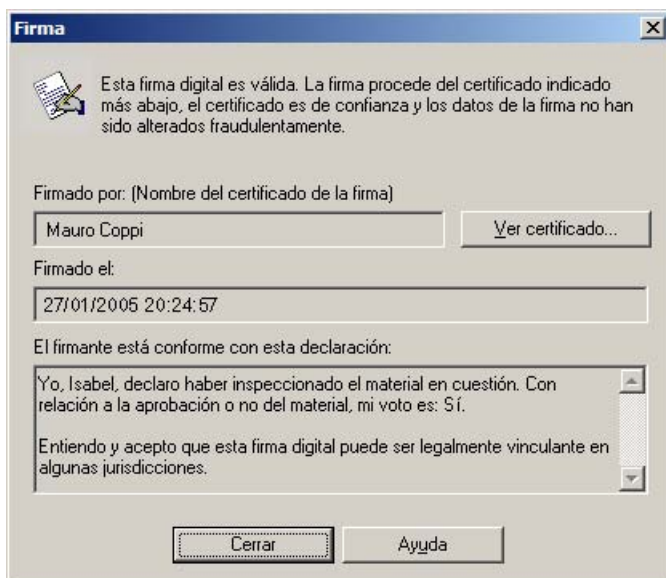 Firma
Esta firma digital es válida. La firma procede del certificado indicado
más abajo, el certificado es de confianza y los datos de la firma no han
sido alterados fraudulentamente.
Firmado por: (Nombre del certificado de la firma)
Mauro Coppi
Ver certificado...
Firmado el:
27/01/2005 20:24:57
El firmante está conforme con esta declaración:
Yo, Isabel, declaro haber inspeccionado el material en cuestión. Con
relación a la aprobación o no del material, mi voto es: Sí.
Entiendo y acepto que esta firma digital puede ser legalmente vinculante en
algunas jurisdicciones.
Cerrar
Ayuda